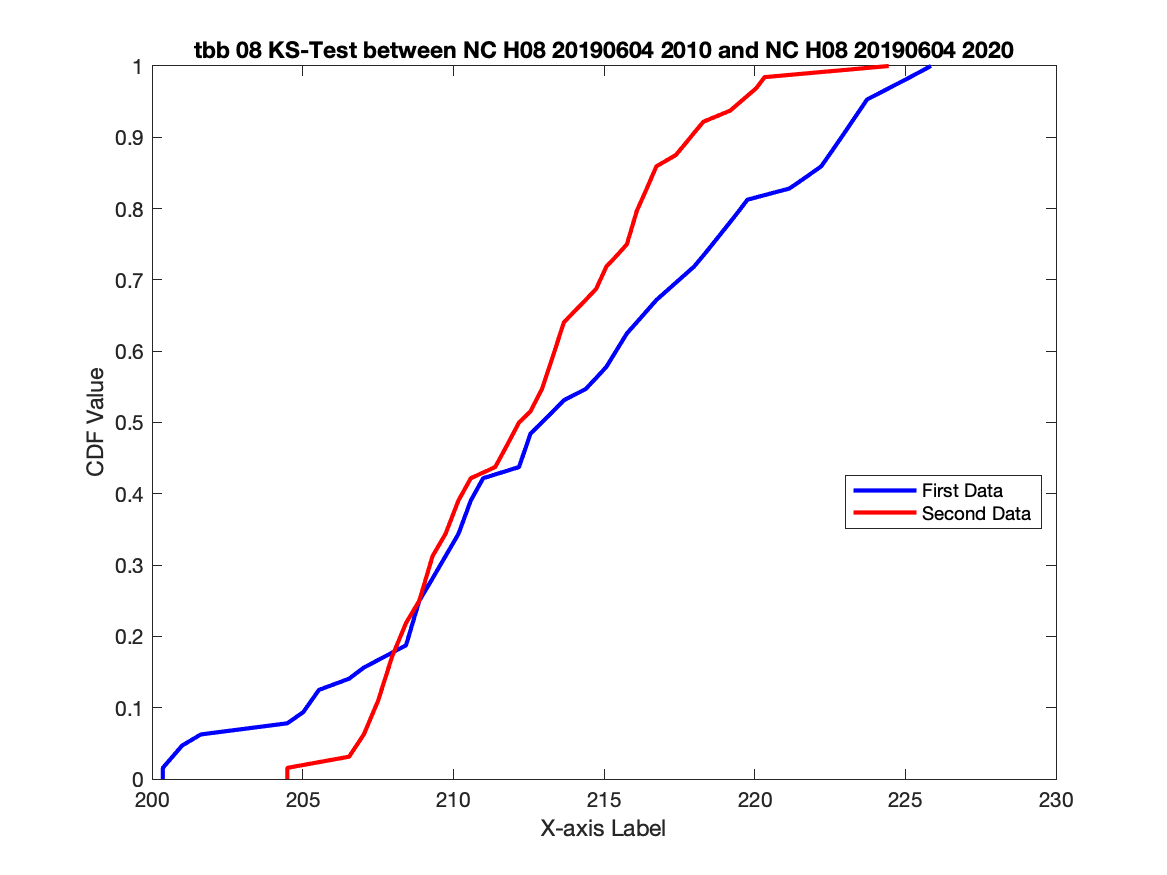 tbb 08 KS-Test between NC H08 20190604 2010 and NC H08 20190604 2020
1
0.9
0.8
0.7
0.6
0.5
0.4
0.3
0.2
0.1
0
CDF Value
First Data
Second Data
200 205 210 215 220 225 230
X-axis Label